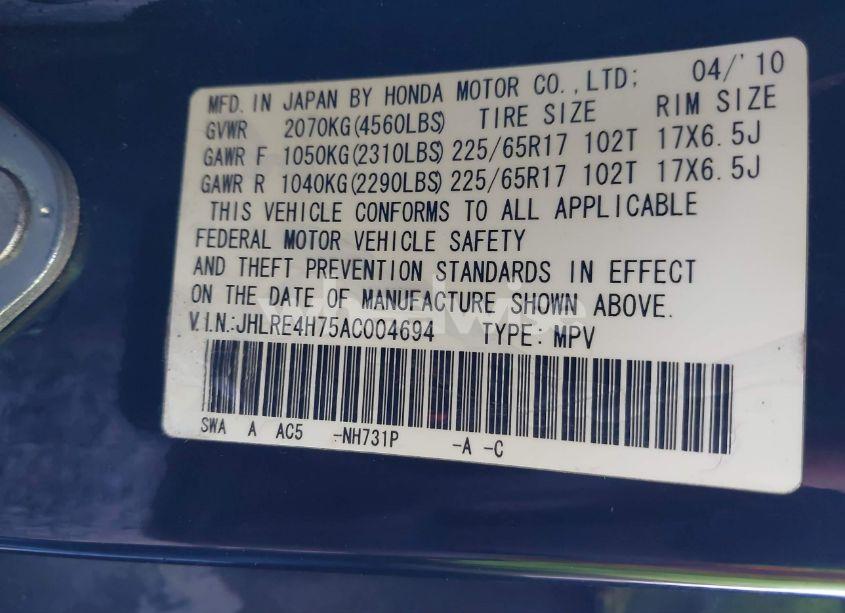 MFD. IN JAPAN BY HONDA MOTOR CO.,LTD; 04/'10
GVWR 2070KG(4560LBS) TIRE SIZE RIM SIZE
GAWR F 1050KG(2310LBS) 225/65R17 102T 17X6.5J
GAWR R 1040KG(2290LBS) 225/65R17 102T 17X6.5J
THIS VEHICLE CONFORMS TO ALL APPLICABLE
FEDERAL MOTOR VEHICLE SAFETY
AND THEFT PREVENTION STANDARDS IN EFFECT
ON THE DATE OF MANUFACTURE SHOWN ABOVE.
V.I.N.:JHLRE4H75AC004694 TYPE: MPV
SWA A AC5 -NH731P -A -C
wheelwise